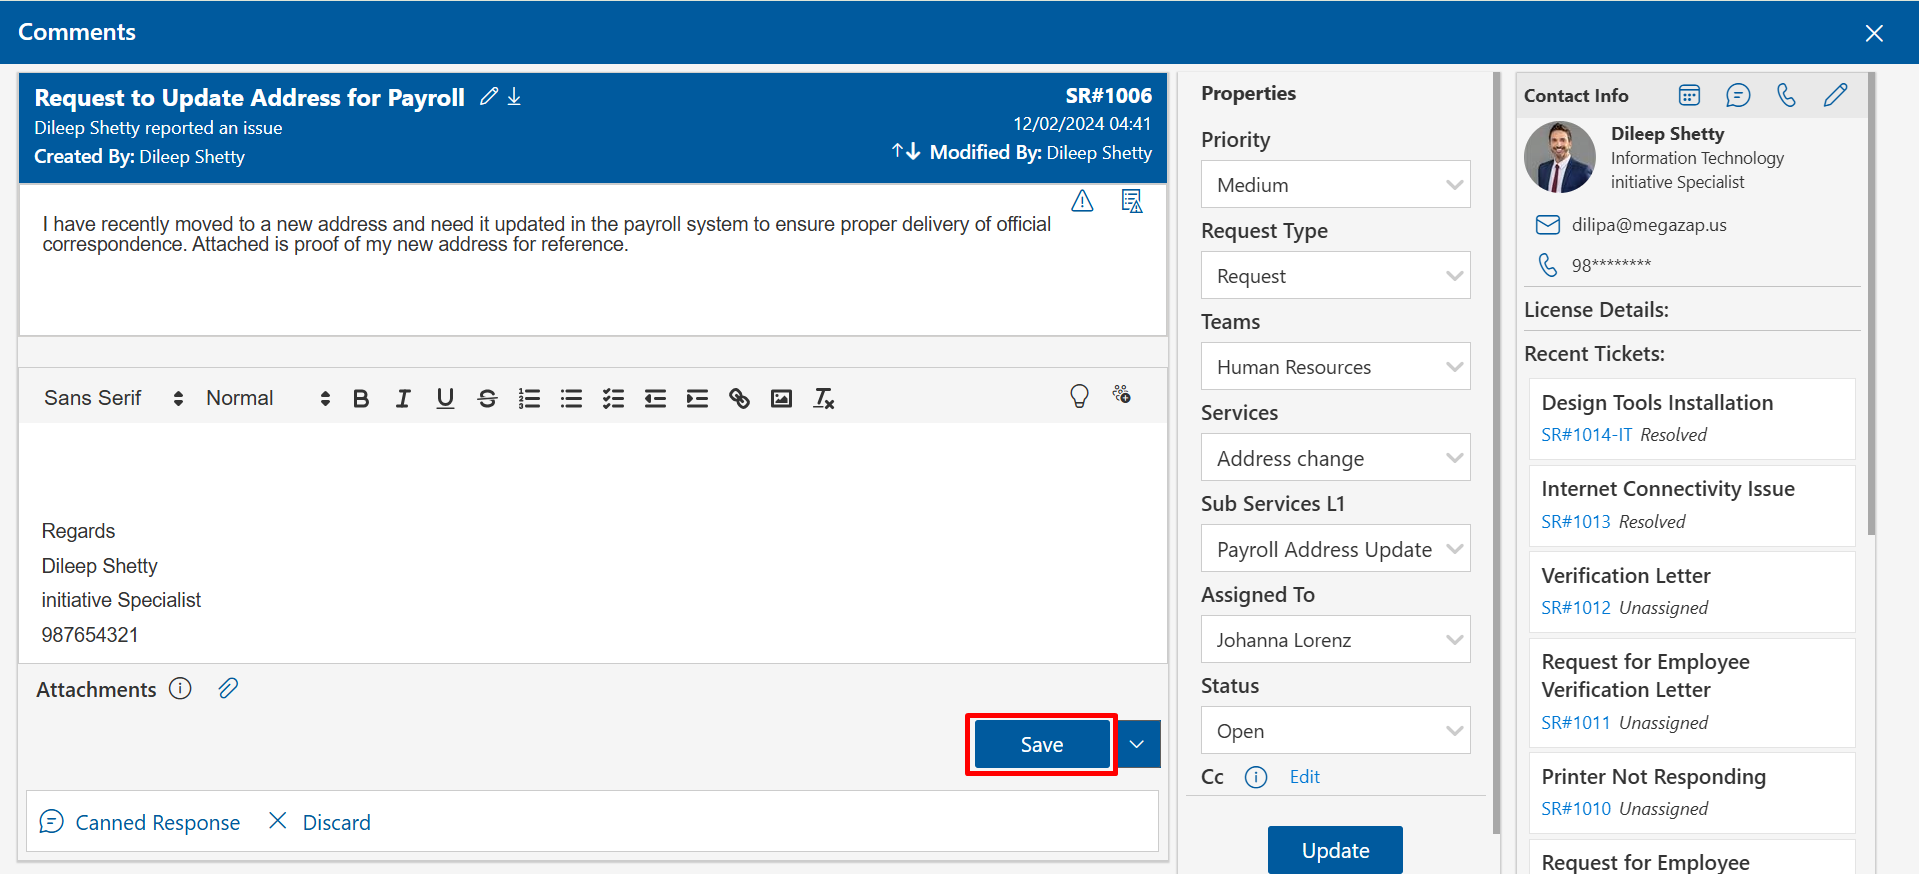 Comments
Request to Update Address for Payroll
SR#1006
Dileep Shetty reported an issue
12/02/2024 04:41
Created By: Dileep Shetty
Modified By: Dileep Shetty
I have recently moved to a new address and need it updated in the payroll system to ensure proper delivery of official
correspondence. Attached is proof of my new address for reference.
Sans Serif
Normal
Regards
Dileep Shetty
initiative Specialist
987654321
Attachments
Save
Canned Response
Discard
Properties
Priority
Medium
Request Type
Request
Teams
Human Resources
Services
Address change
Sub Services L1
Payroll Address Update
Assigned To
Johanna Lorenz
Status
Open
Cc
Edit
Update
Contact Info
Dileep Shetty
Information Technology
initiative Specialist
dilipa@megazap.us
98********
License Details:
Recent Tickets:
Design Tools Installation
SR#1014-IT Resolved
Internet Connectivity Issue
SR#1013 Resolved
Verification Letter
SR#1012 Unassigned
Request for Employee
Verification Letter
SR#1011 Unassigned
Printer Not Responding
SR#1010 Unassigned
Request for Employee